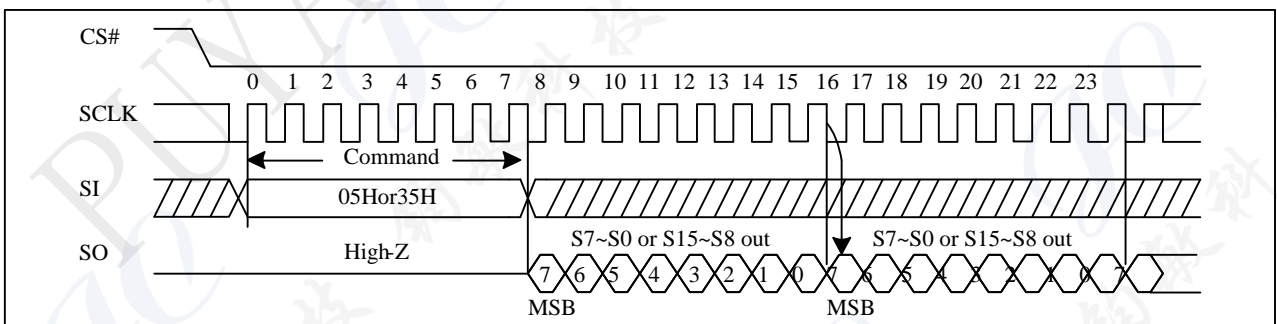 CS#
0 1 2 3 4 5 6 7 8 9 10 11 12 13 14 15 16 17 18 19 20 21 22 23
SCLK
Command
SI
05Hor35H
SO
High-Z
S7~S0 or S15~S8 out
S7~S0 or S15~S8 out
7 6 5 4 3 2 1 0 7 6 5 4 3 2 1 0 7
MSB
MSB
PUYA